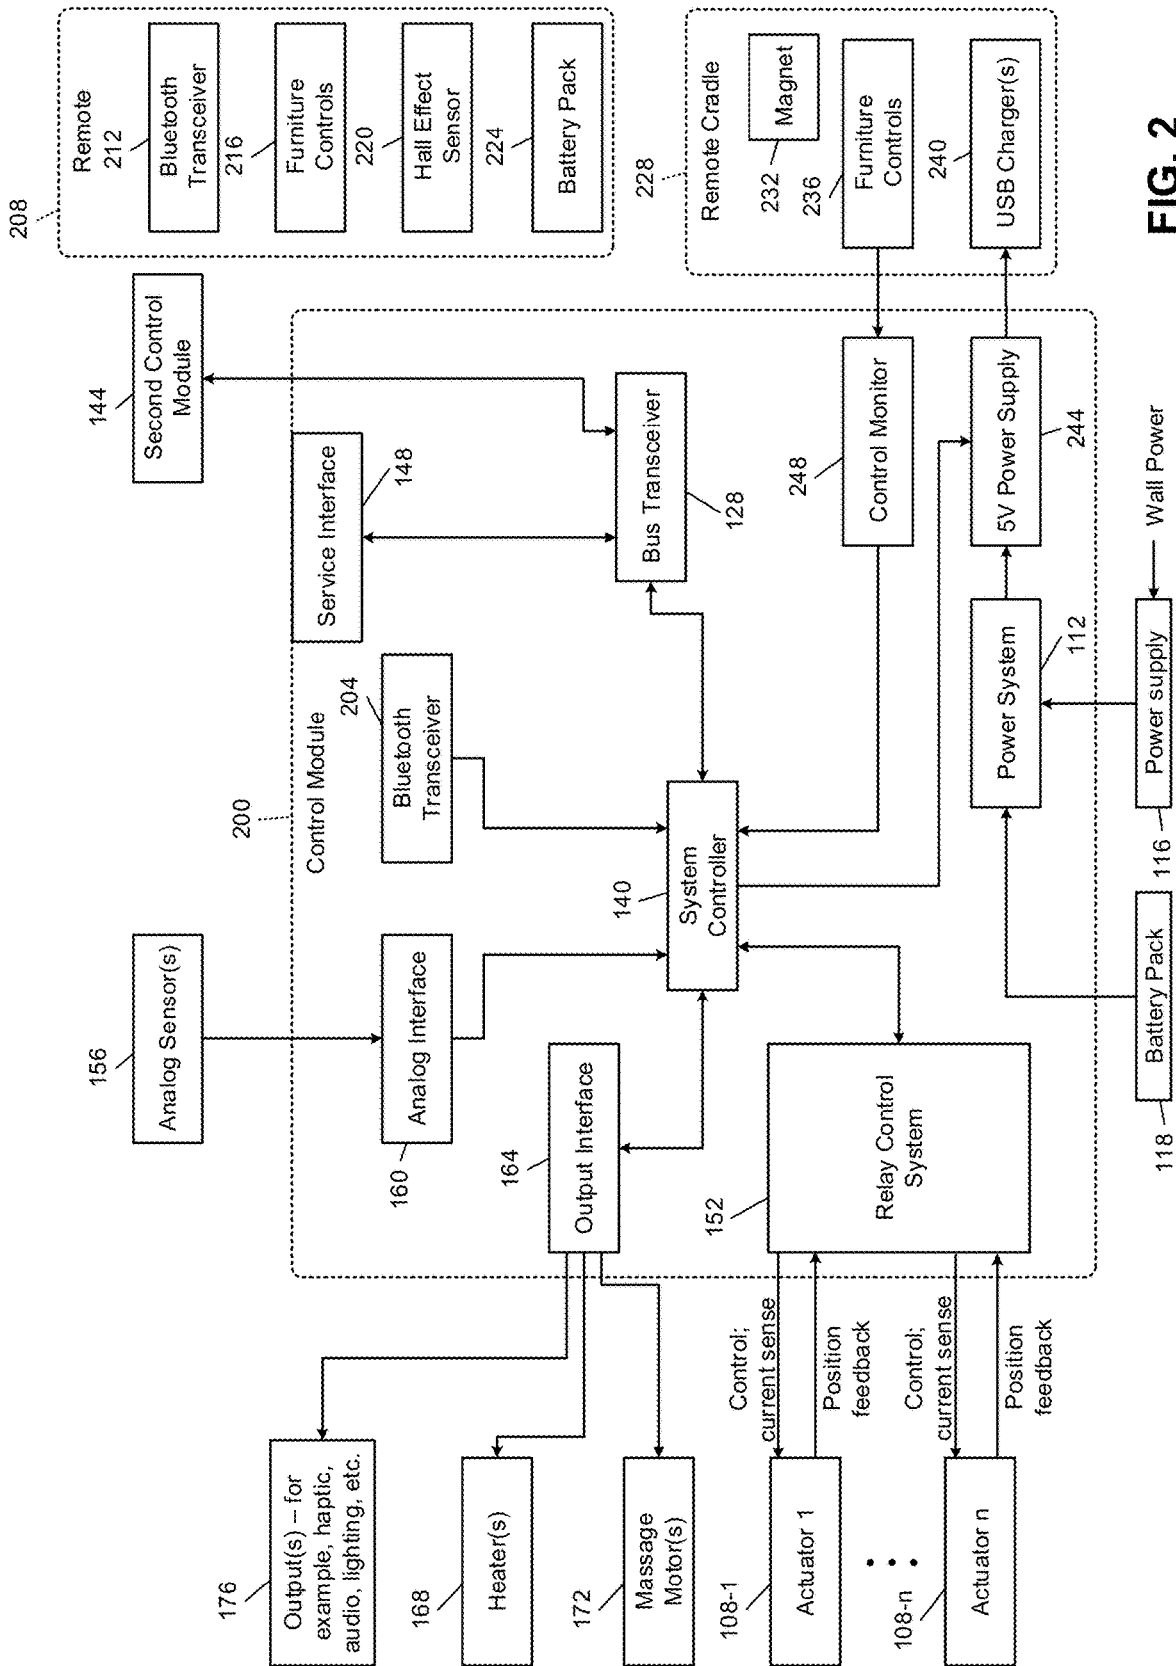 208
Remote
212
Bluetooth
Transceiver
216
Furniture
Controls
220
Hall Effect
Sensor
224
Battery Pack
144
Second Control
Module
228
Remote Cradle
232
Magnet
236
Furniture
Controls
240
USB Charger(s)
200
Control Module
204
Bluetooth
Transceiver
Service Interface
148
Bus Transceiver
128
248
Control Monitor
5V Power Supply
244
156
Analog Sensor(s)
160
Analog Interface
164
Output Interface
140
System
Controller
152
Relay Control
System
Power System
112
Wall Power
116
Power supply
118
Battery Pack
176
Output(s) – for
example, haptic,
audio, lighting, etc.
168
Heater(s)
172
Massage
Motor(s)
108-1
Actuator 1
Control;
current sense
Position
feedback
108-n
Actuator n
Control;
current sense
Position
feedback
FIG. 2